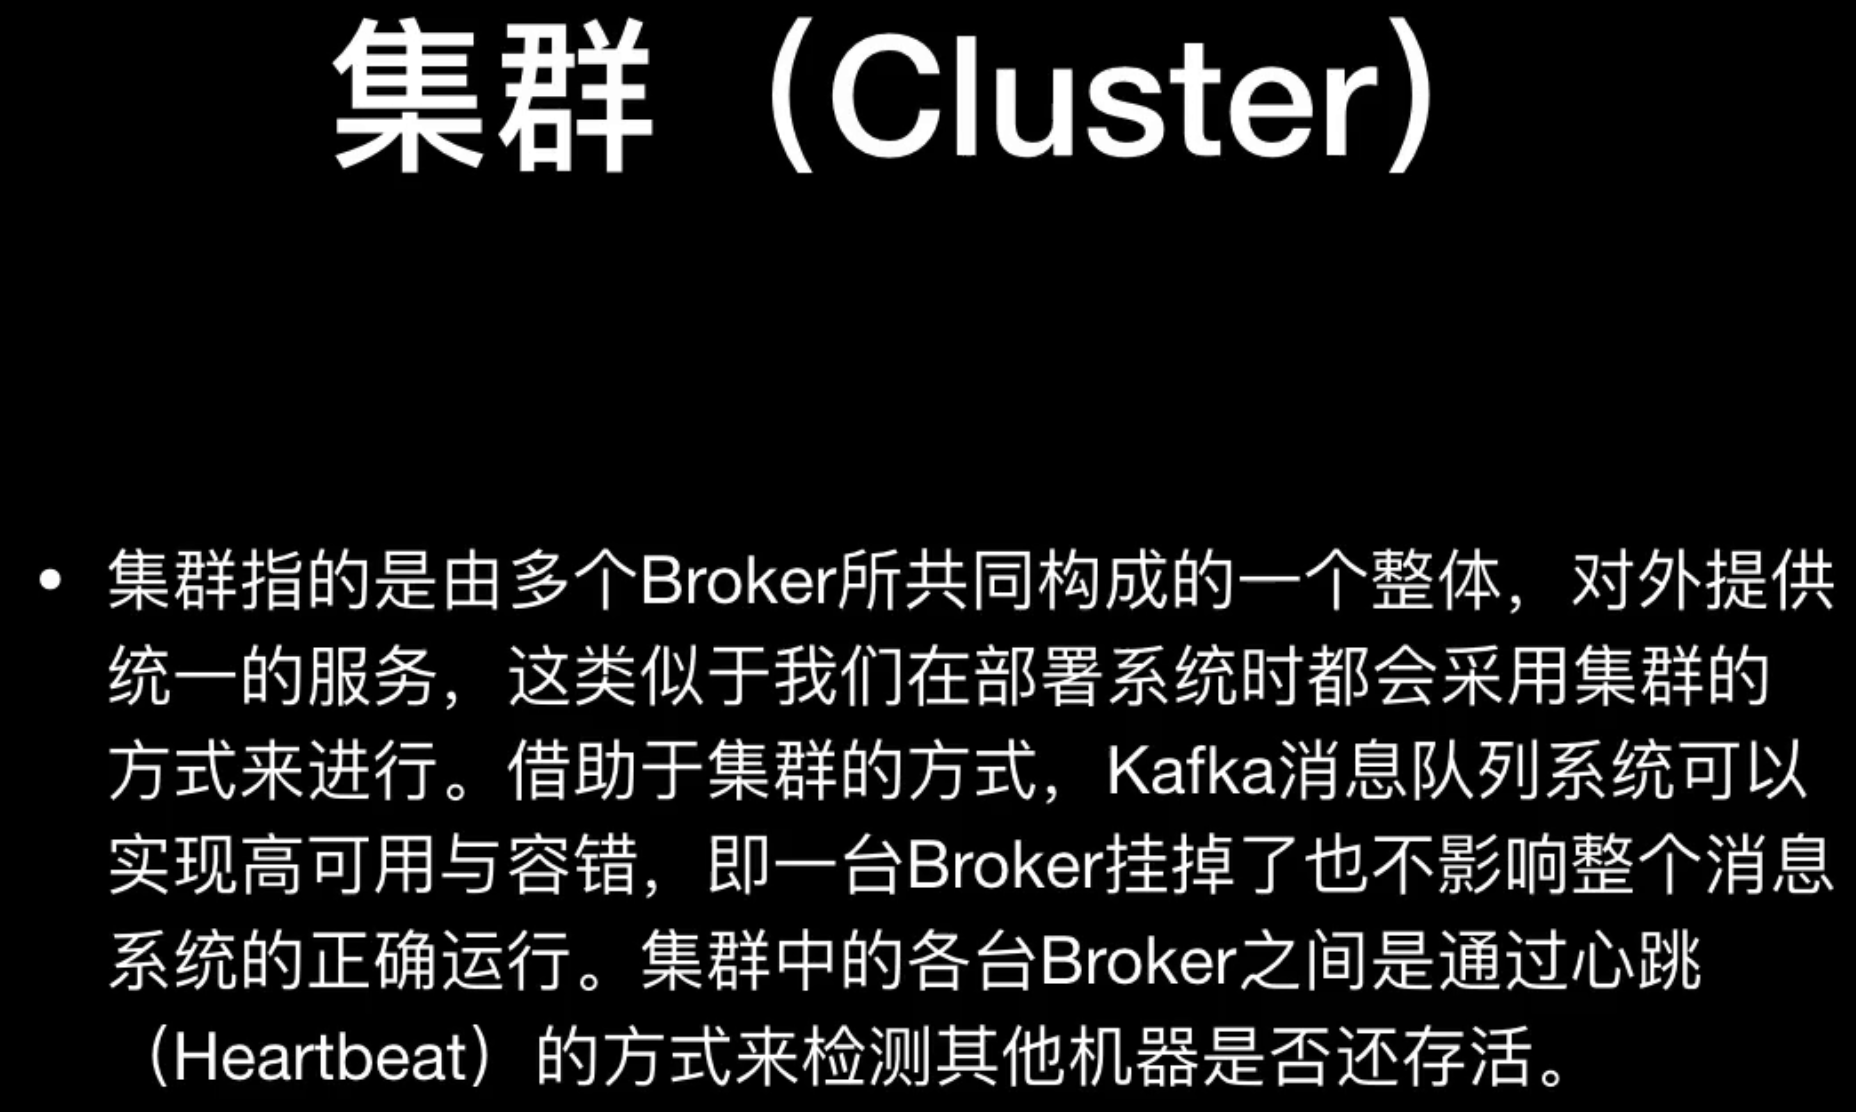 集群（Cluster）
• 集群指的是由多个Broker所共同构成的一个整体，对外提供
统一的服务，这类似于我们在部署系统时都会采用集群的
方式来进行。借助于集群的方式，Kafka消息队列系统可以
实现高可用与容错，即一台Broker挂掉了也不影响整个消息
系统的正确运行。集群中的各台Broker之间是通过心跳
（Heartbeat）的方式来检测其他机器是否还存活。